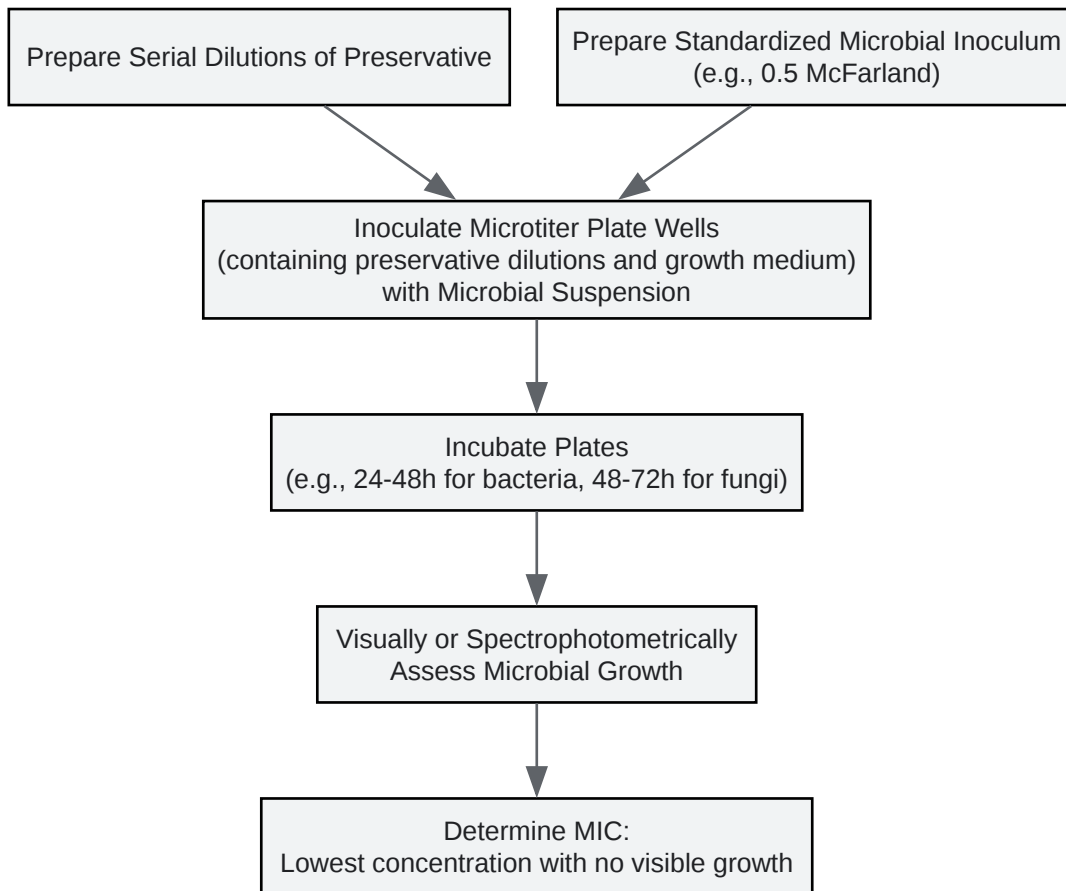 Prepare Serial Dilutions of Preservative
Prepare Standardized Microbial Inoculum
(e.g., 0.5 McFarland)
Inoculate Microtiter Plate Wells
(containing preservative dilutions and growth medium)
with Microbial Suspension
Incubate Plates
(e.g., 24-48h for bacteria, 48-72h for fungi)
Visually or Spectrophotometrically
Assess Microbial Growth
Determine MIC:
Lowest concentration with no visible growth